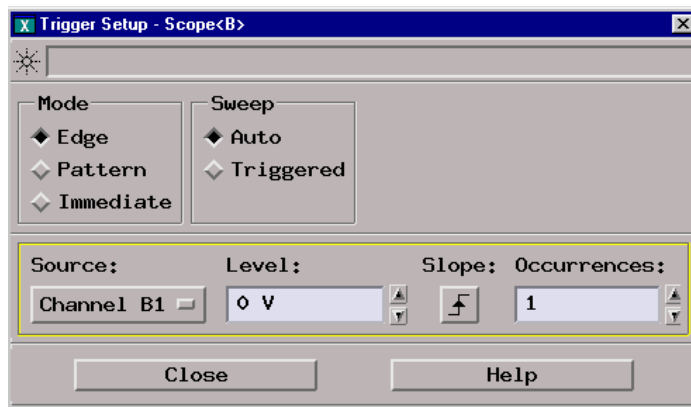 Trigger Setup - Scope<B>
Mode
Edge
Pattern
Immediate
Sweep
Auto
Triggered
Source: Level: Slope: Occurrences:
Channel B1 0 V 1
Close Help